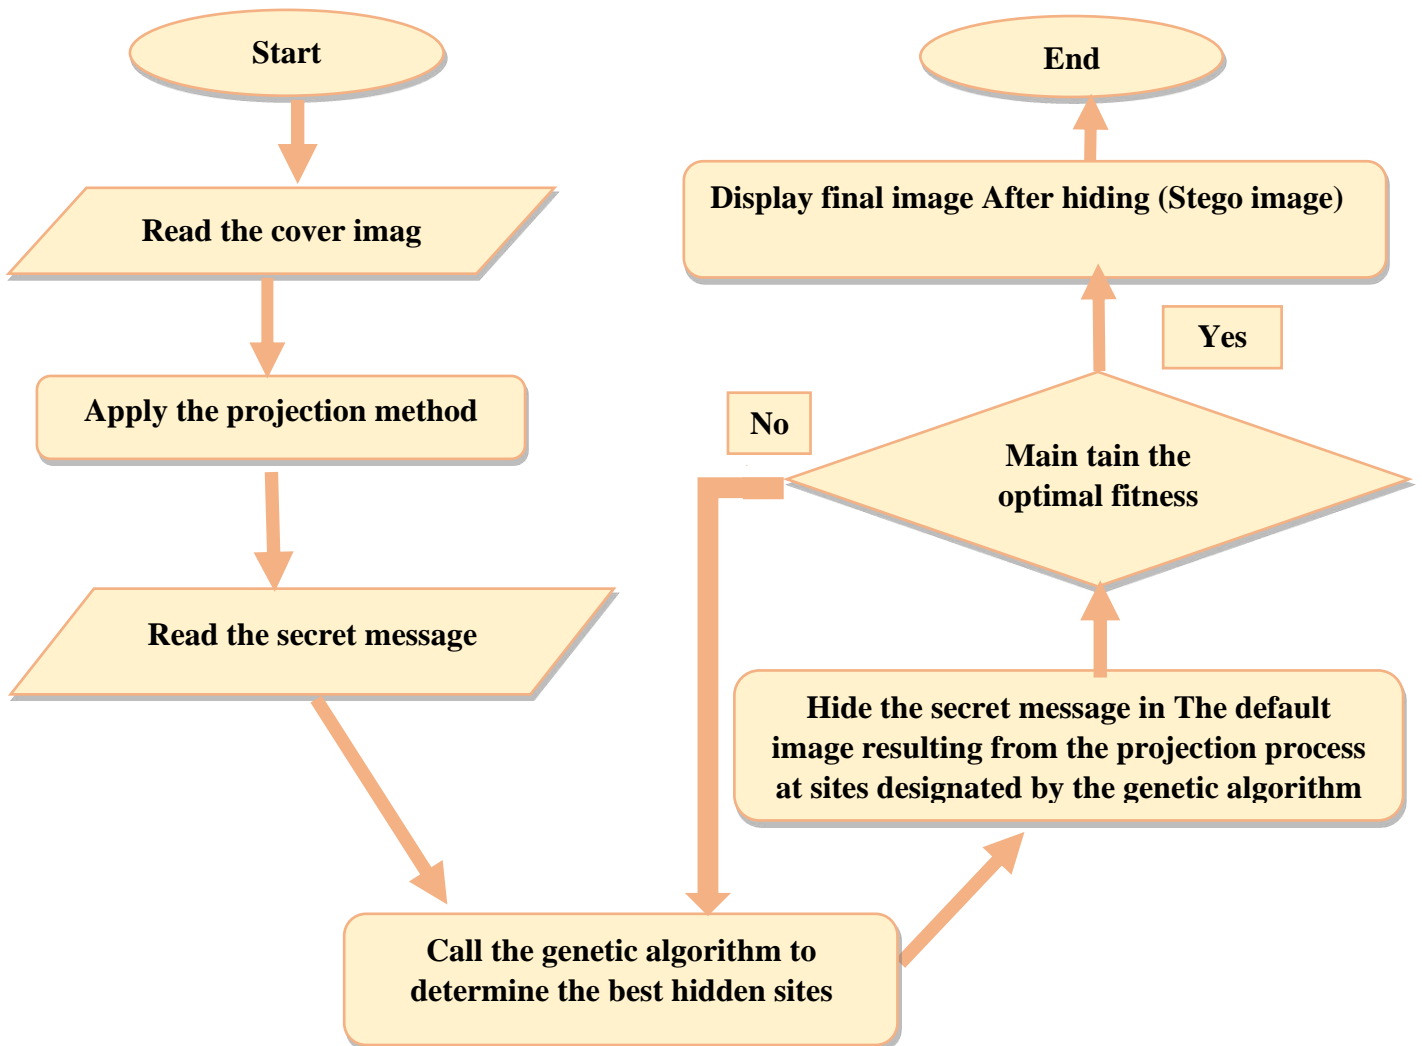 Start
Read the cover imag
Apply the projection method
Read the secret message
Call the genetic algorithm to
determine the best hidden sites
Hide the secret message in The default
image resulting from the projection process
at sites designated by the genetic algorithm
Main tain the
optimal fitness
No
Yes
Display final image After hiding (Stego image)
End